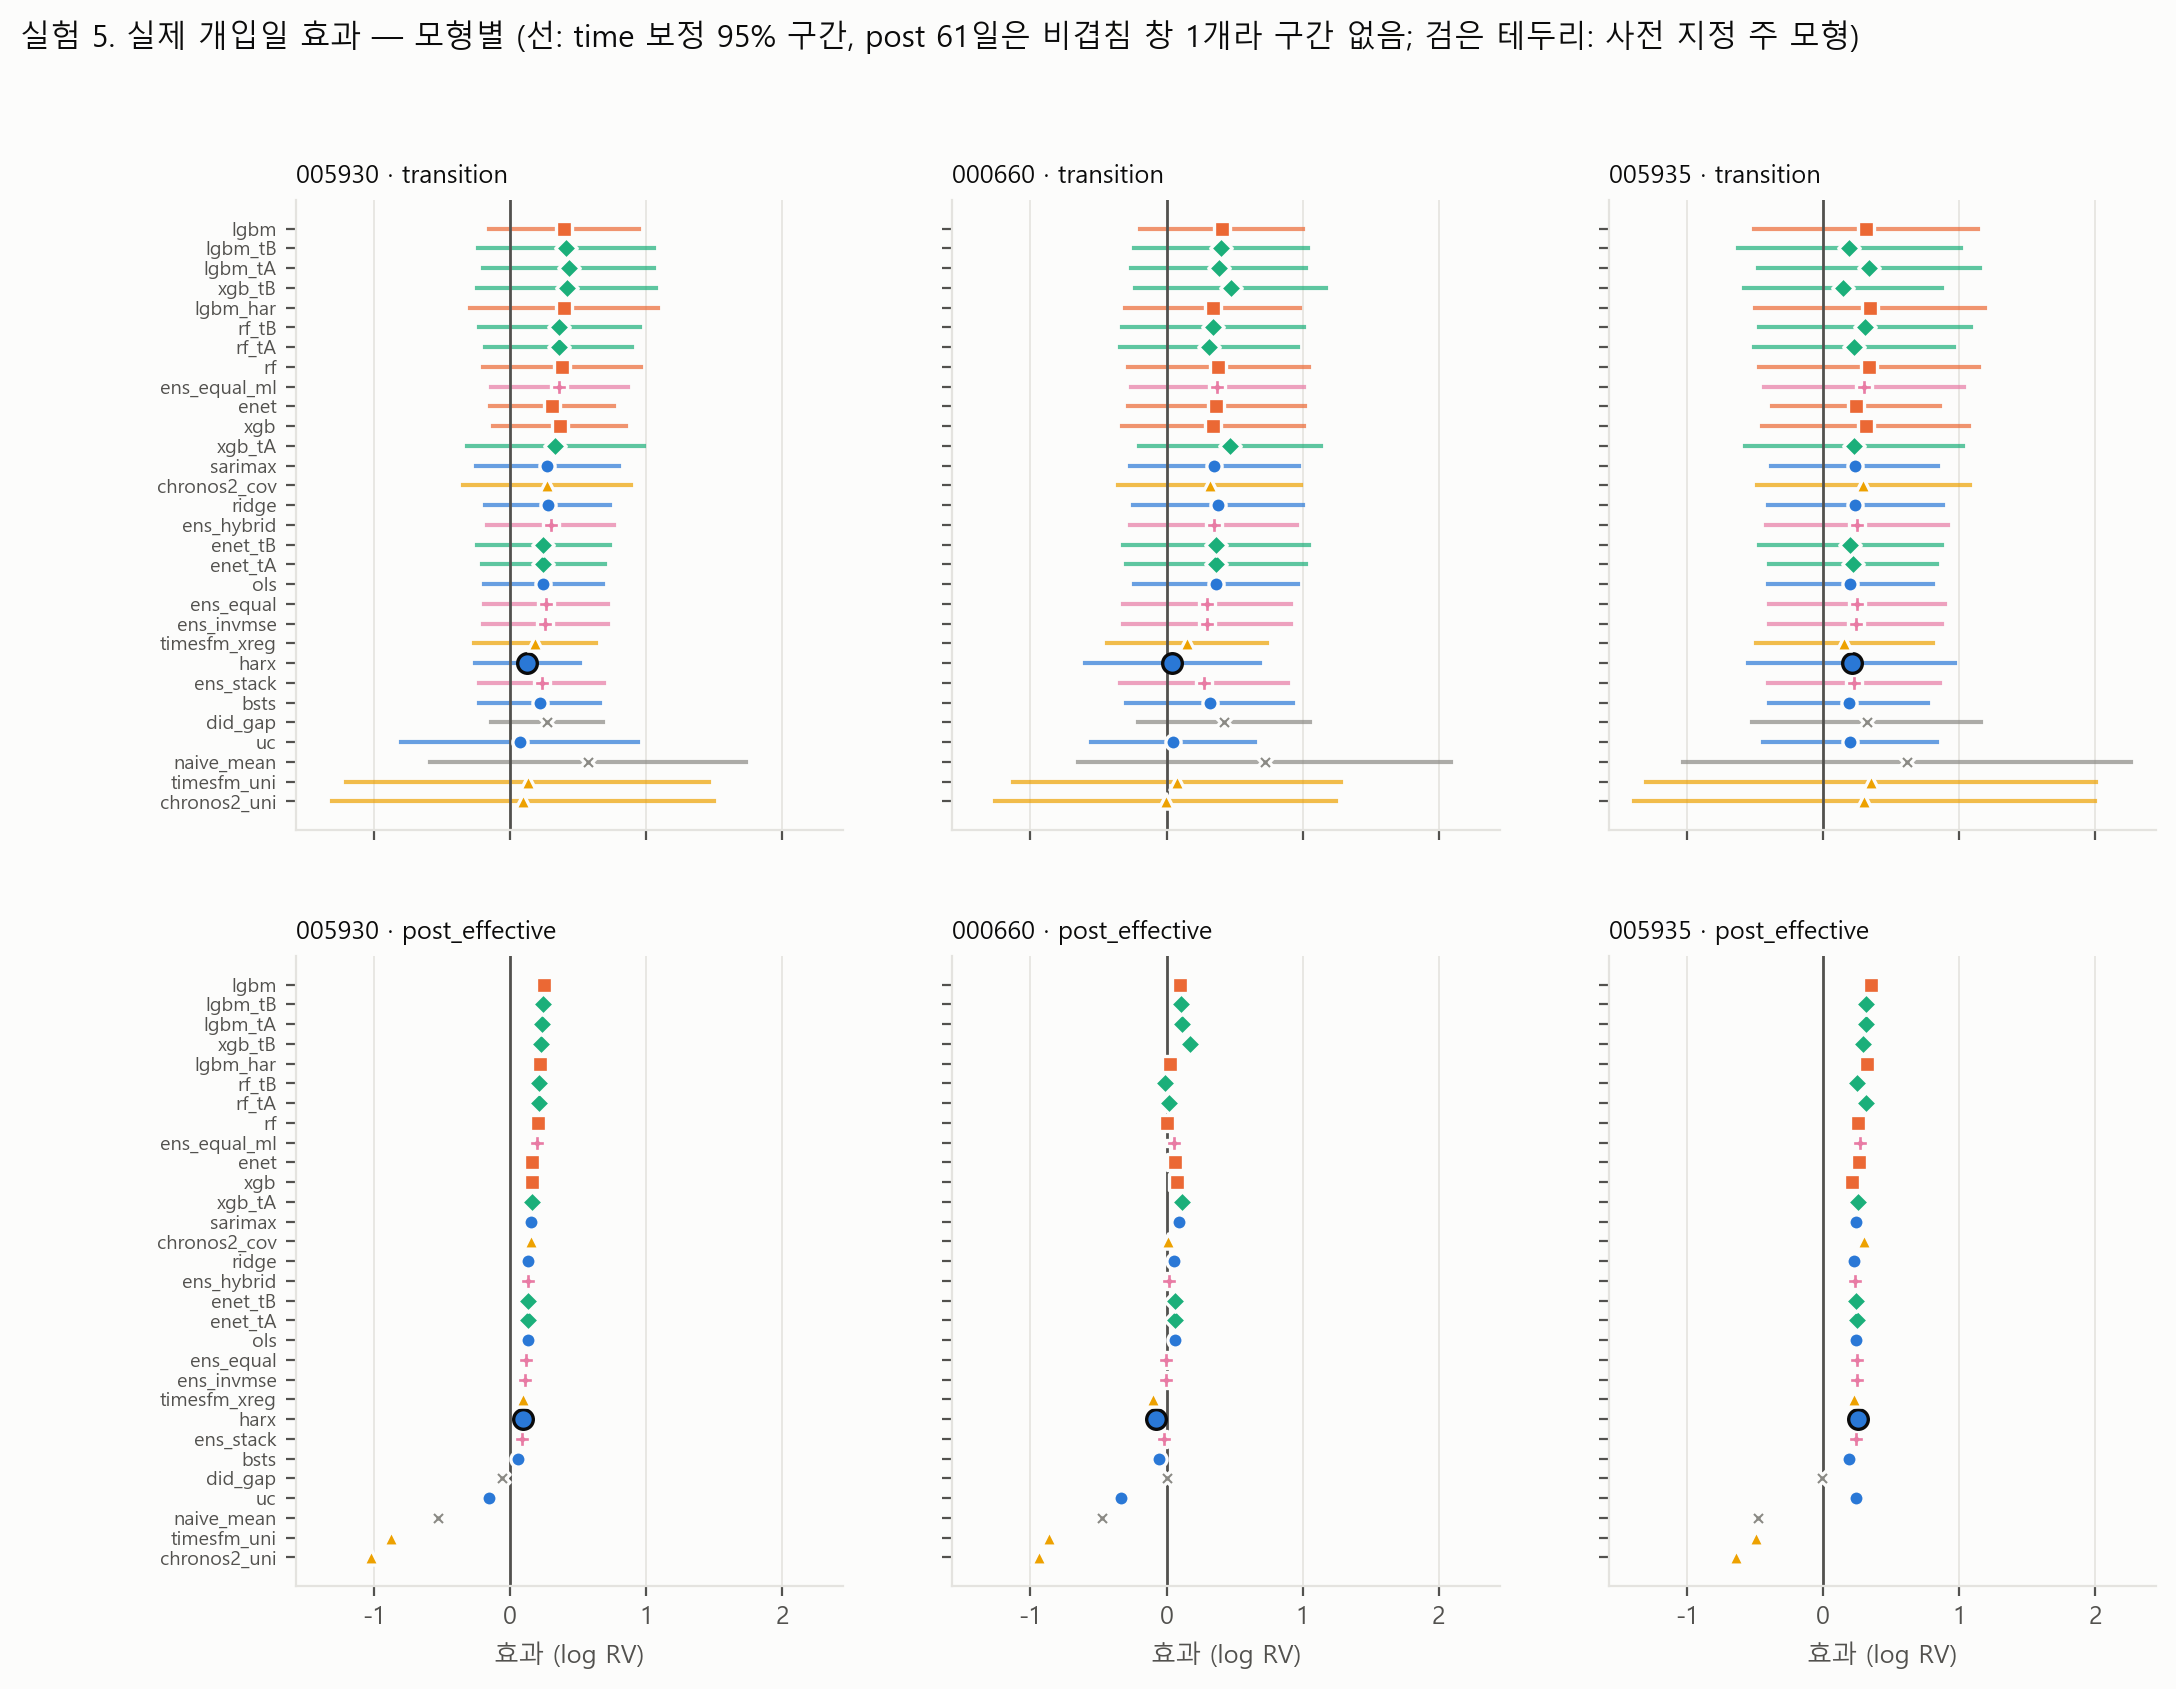 실험 5. 실제 개입일 효과 — 모형별 (선: time 보정 95% 구간, post 61일은 비겹침 창 1개라 구간 없음; 검은 테두리: 사전 지정 주 모형)
005930 · transition
000660 · transition
005935 · transition
lgbm
lgbm_tB
lgbm_tA
xgb_tB
lgbm_har
rf_tB
rf_tA
rf
ens_equal_ml
enet
xgb
xgb_tA
sarimax
chronos2_cov
ridge
ens_hybrid
enet_tB
enet_tA
ols
ens_equal
ens_invmse
timesfm_xreg
harx
ens_stack
bsts
did_gap
uc
naive_mean
timesfm_uni
chronos2_uni
005930 · post_effective
000660 · post_effective
005935 · post_effective
lgbm
lgbm_tB
lgbm_tA
xgb_tB
lgbm_har
rf_tB
rf_tA
rf
ens_equal_ml
enet
xgb
xgb_tA
sarimax
chronos2_cov
ridge
ens_hybrid
enet_tB
enet_tA
ols
ens_equal
ens_invmse
timesfm_xreg
harx
ens_stack
bsts
did_gap
uc
naive_mean
timesfm_uni
chronos2_uni
-1 0 1 2
-1 0 1 2
-1 0 1 2
효과 (log RV)
효과 (log RV)
효과 (log RV)